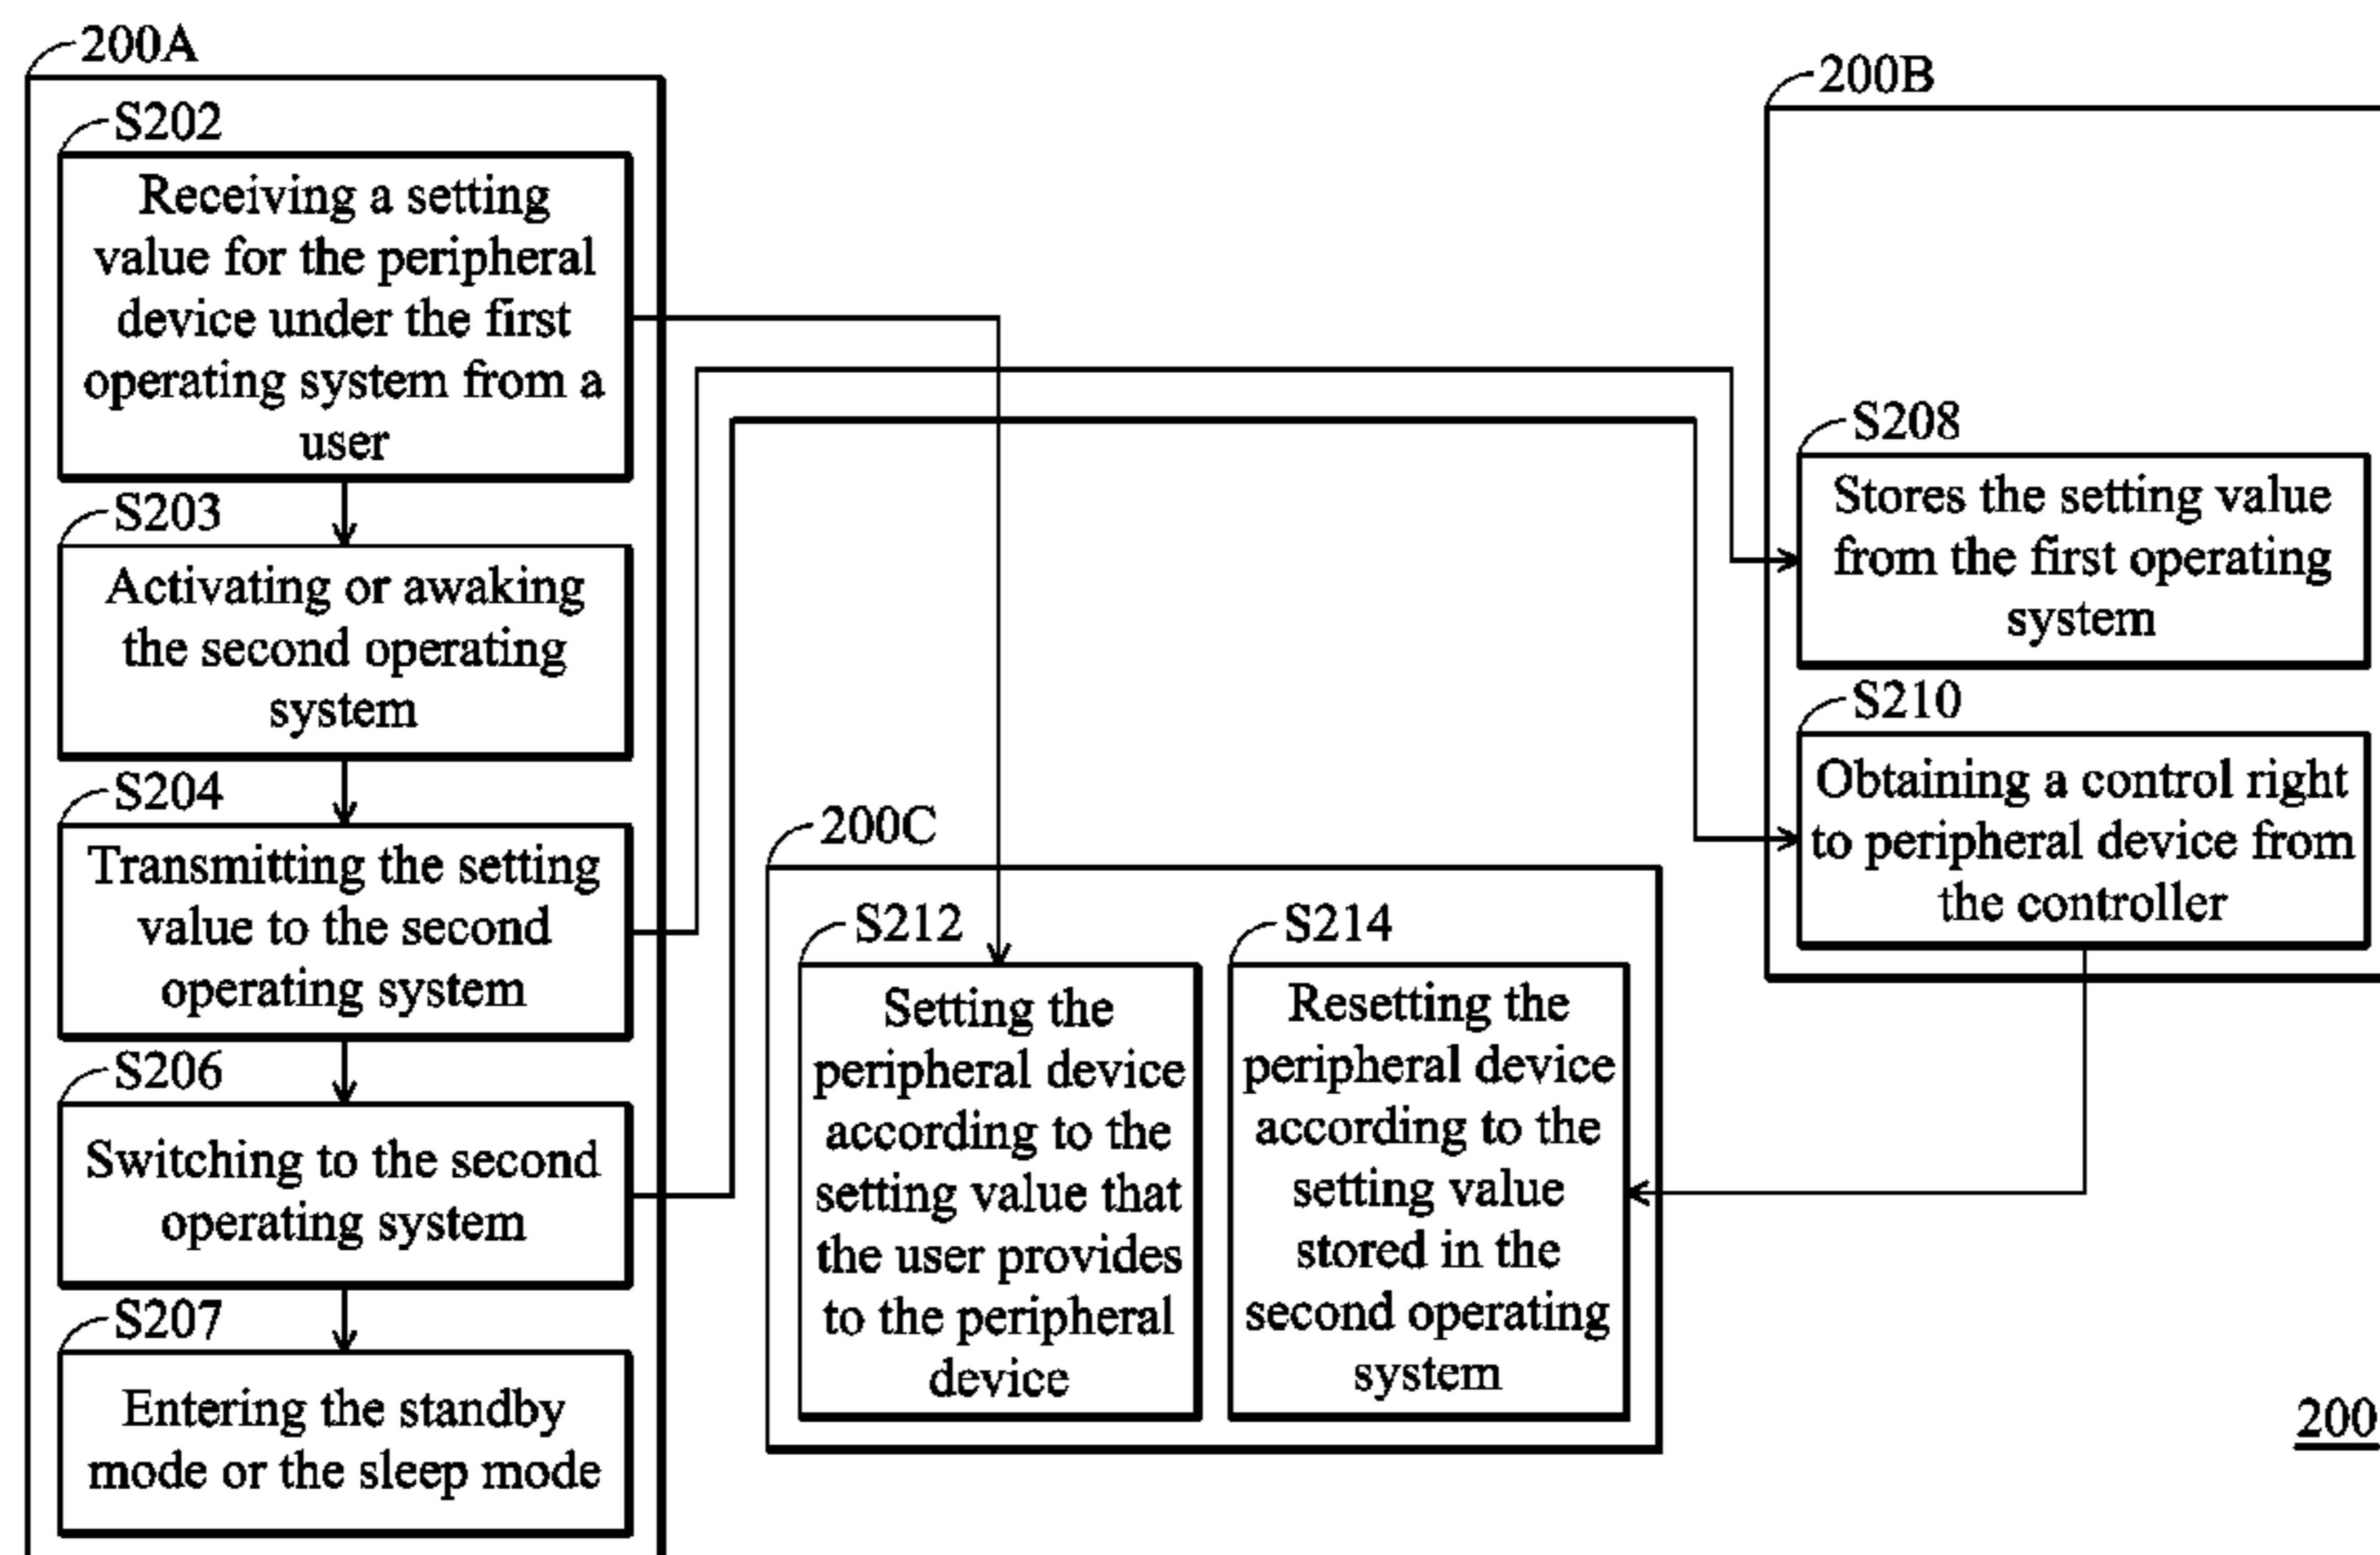 200A
S202
Receiving a setting
value for the peripheral
device under the first
operating system from a
user
S203
Activating or awaking
the second operating
system
S204
Transmitting the setting
value to the second
operating system
S206
Switching to the second
operating system
S207
Entering the standby
mode or the sleep mode
200C
S212
Setting the
peripheral device
according to the
setting value that
the user provides
to the peripheral
device
S214
Resetting the
peripheral device
according to the
setting value
stored in the
second operating
system
200B
S208
Stores the setting value
from the first operating
system
S210
Obtaining a control right
to peripheral device from
the controller
200